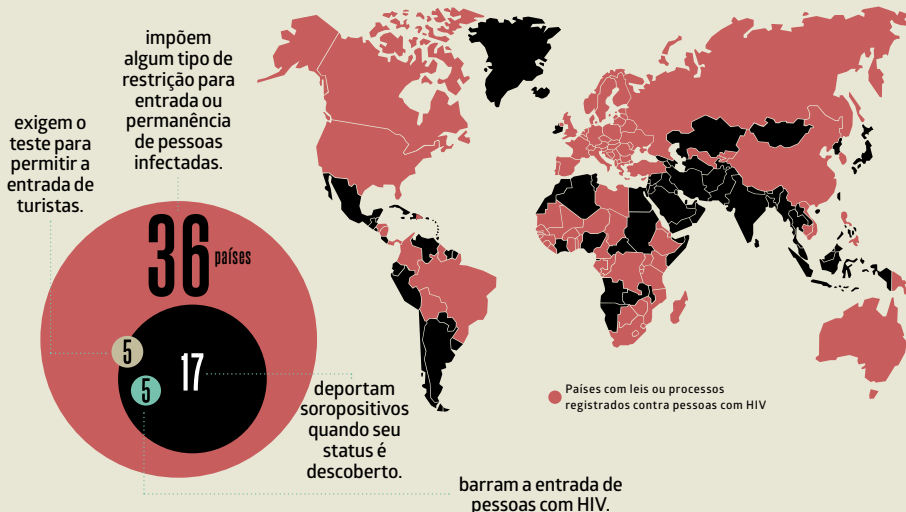 impõem
algum tipo de
restrição para
entrada ou
permanência
de pessoas
infectadas.
exigem o
teste para
permitir a
entrada de
turistas.
36 países
5
17
5
deportam
soropositivos
quando seu
status é
descoberto.
barram a entrada de
pessoas com HIV.
Países com leis ou processos
registrados contra pessoas com HIV